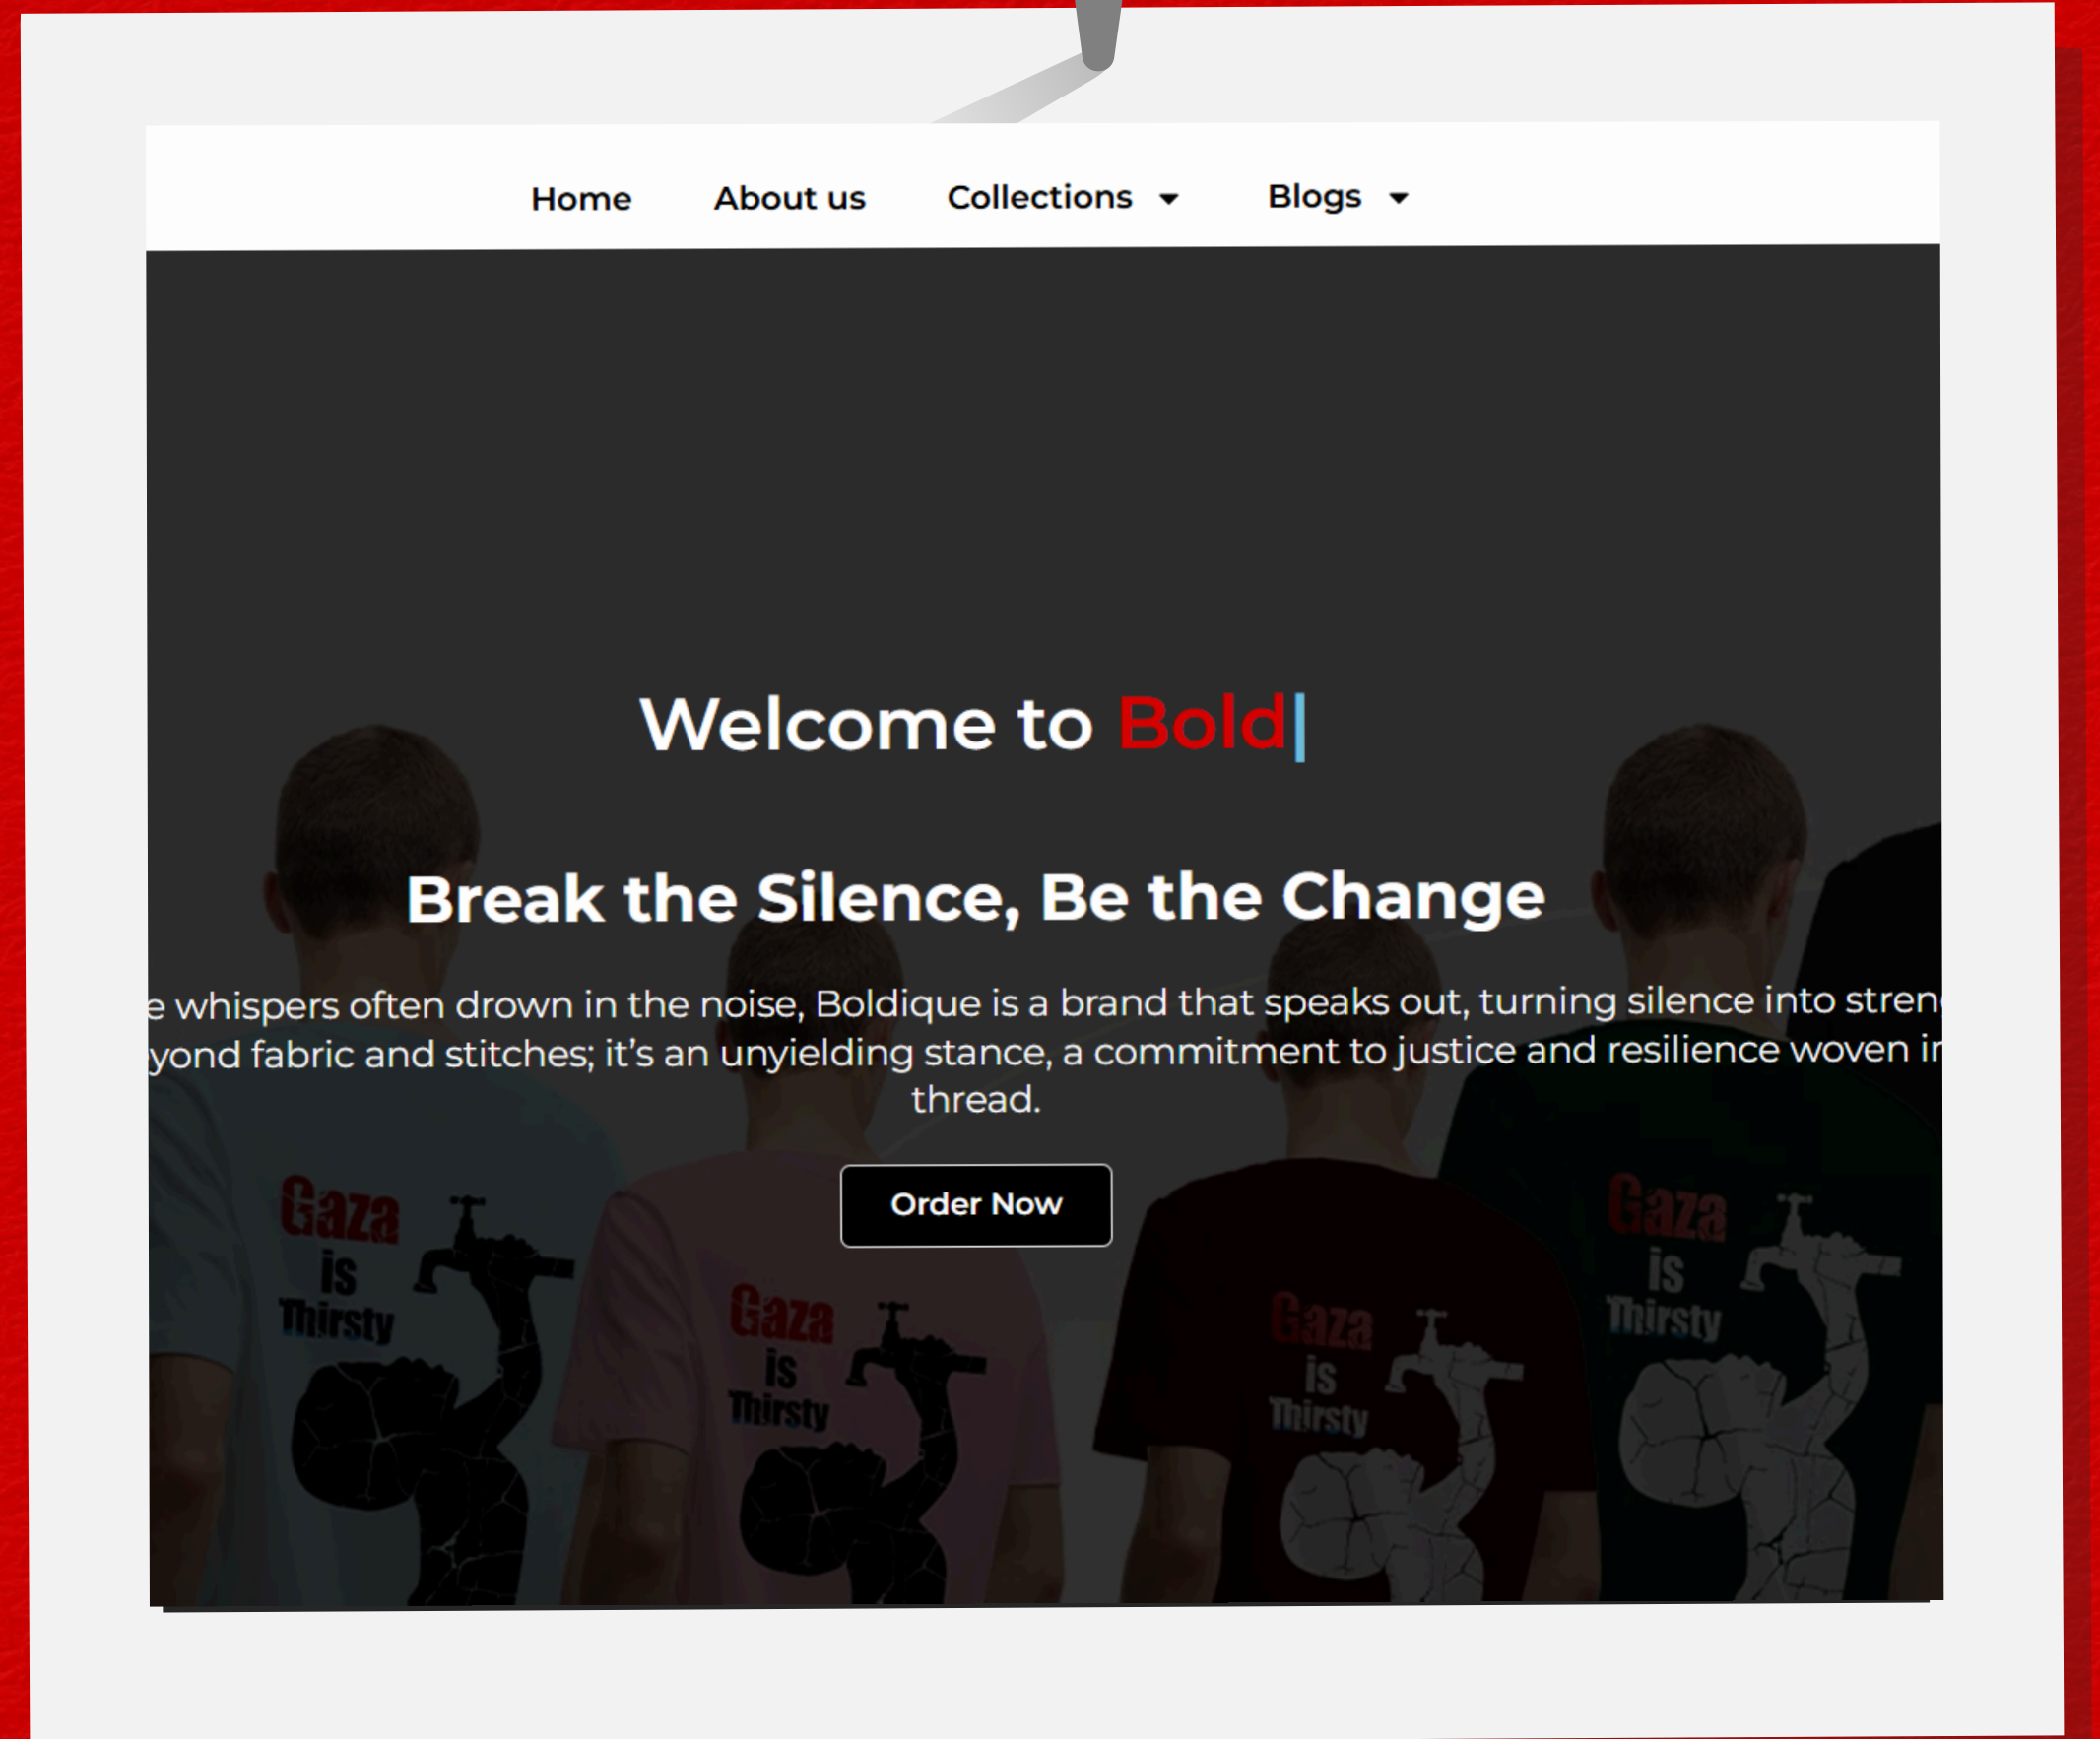 Home About us Collections Blogs
Welcome to Bold
Break the Silence, Be the Change
e whispers often drown in the noise, Boldique is a brand that speaks out, turning silence into stren
yond fabric and stitches; it's an unyielding stance, a commitment to justice and resilience woven in
thread.
Order Now
Gaza
is
Thirsty
Gaza
is
Thirsty
Gaza
is
Thirsty
Gaza
is
Thirsty